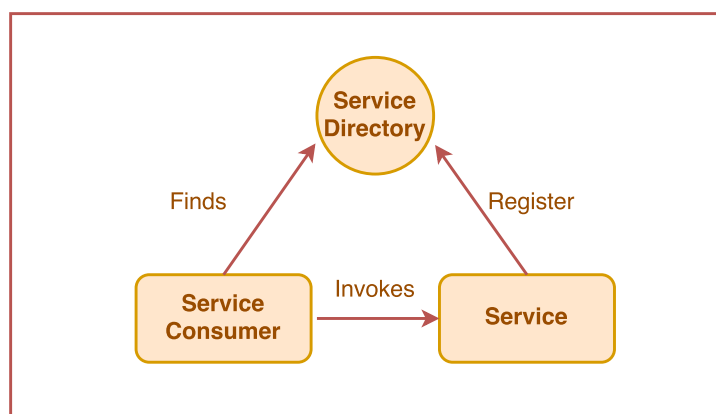 Service
Directory
Finds
Register
Invokes
Service
Consumer
Service